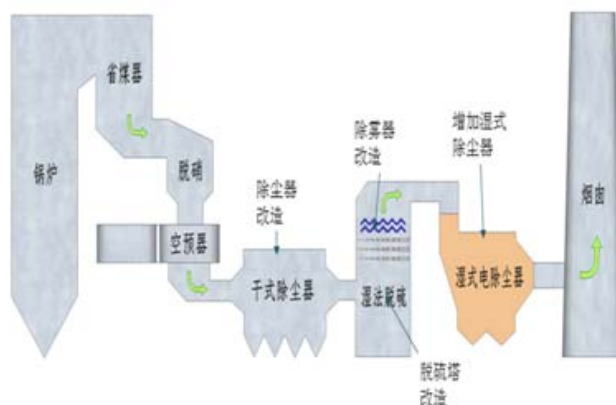 省煤器
锅炉
脱硝
空预器
除尘器
改造
干式除尘器
除雾器
改造
湿法脱硫
脱硫塔
改造
增加湿式
除尘器
湿式电除尘器
烟囱